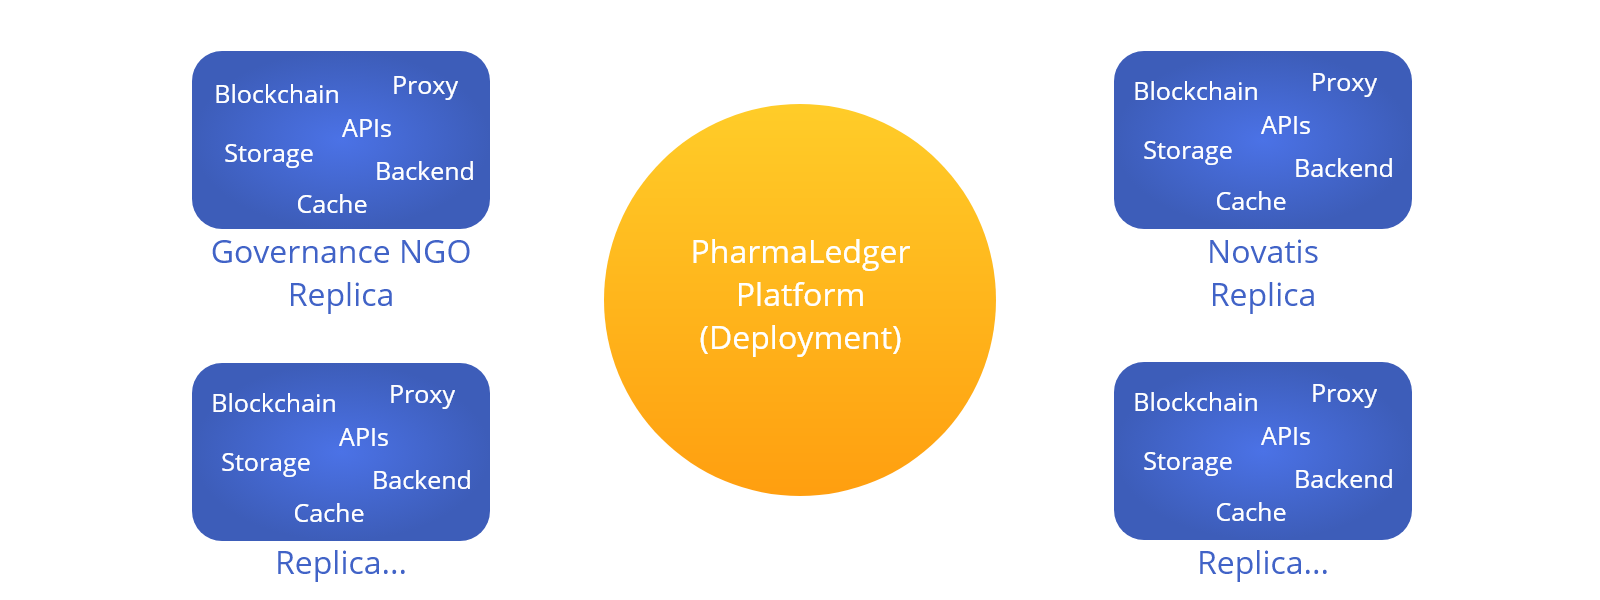 Blockchain
Proxy
APIs
Storage
Backend
Cache
Governance NGO
Replica
Blockchain
Proxy
APIs
Storage
Backend
Cache
Replica...
PharmaLedger
Platform
(Deployment)
Blockchain
Proxy
APIs
Storage
Backend
Cache
Novatis
Replica
Blockchain
Proxy
APIs
Storage
Backend
Cache
Replica...